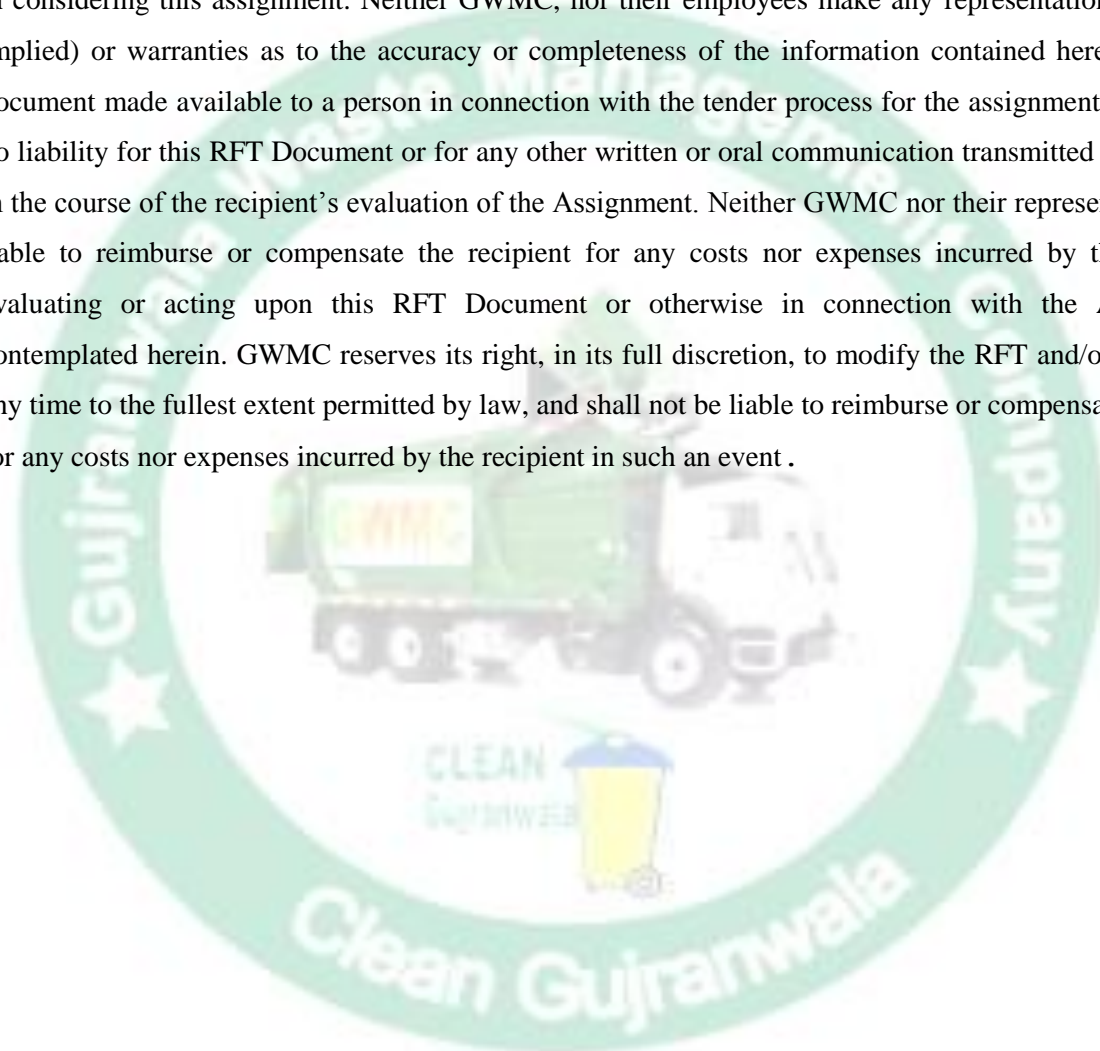 considering this assignment. Neither GWMC, nor their employees make any representation
mplied) or warranties as to the accuracy or completeness of the information contained here
ocument made available to a person in connection with the tender process for the assignment
o liability for this RFT Document or for any other written or oral communication transmitted
n the course of the recipient’s evaluation of the Assignment. Neither GWMC nor their represe
able to reimburse or compensate the recipient for any costs nor expenses incurred by t
valuating or acting upon this RFT Document or otherwise in connection with the A
ontemplated herein. GWMC reserves its right, in its full discretion, to modify the RFT and/o
ny time to the fullest extent permitted by law, and shall not be liable to reimburse or compensa
or any costs nor expenses incurred by the recipient in such an event.
Gujranwala Waste Management Company
GWMC
CLEAN
Gujranwala
Clean Gujranwala